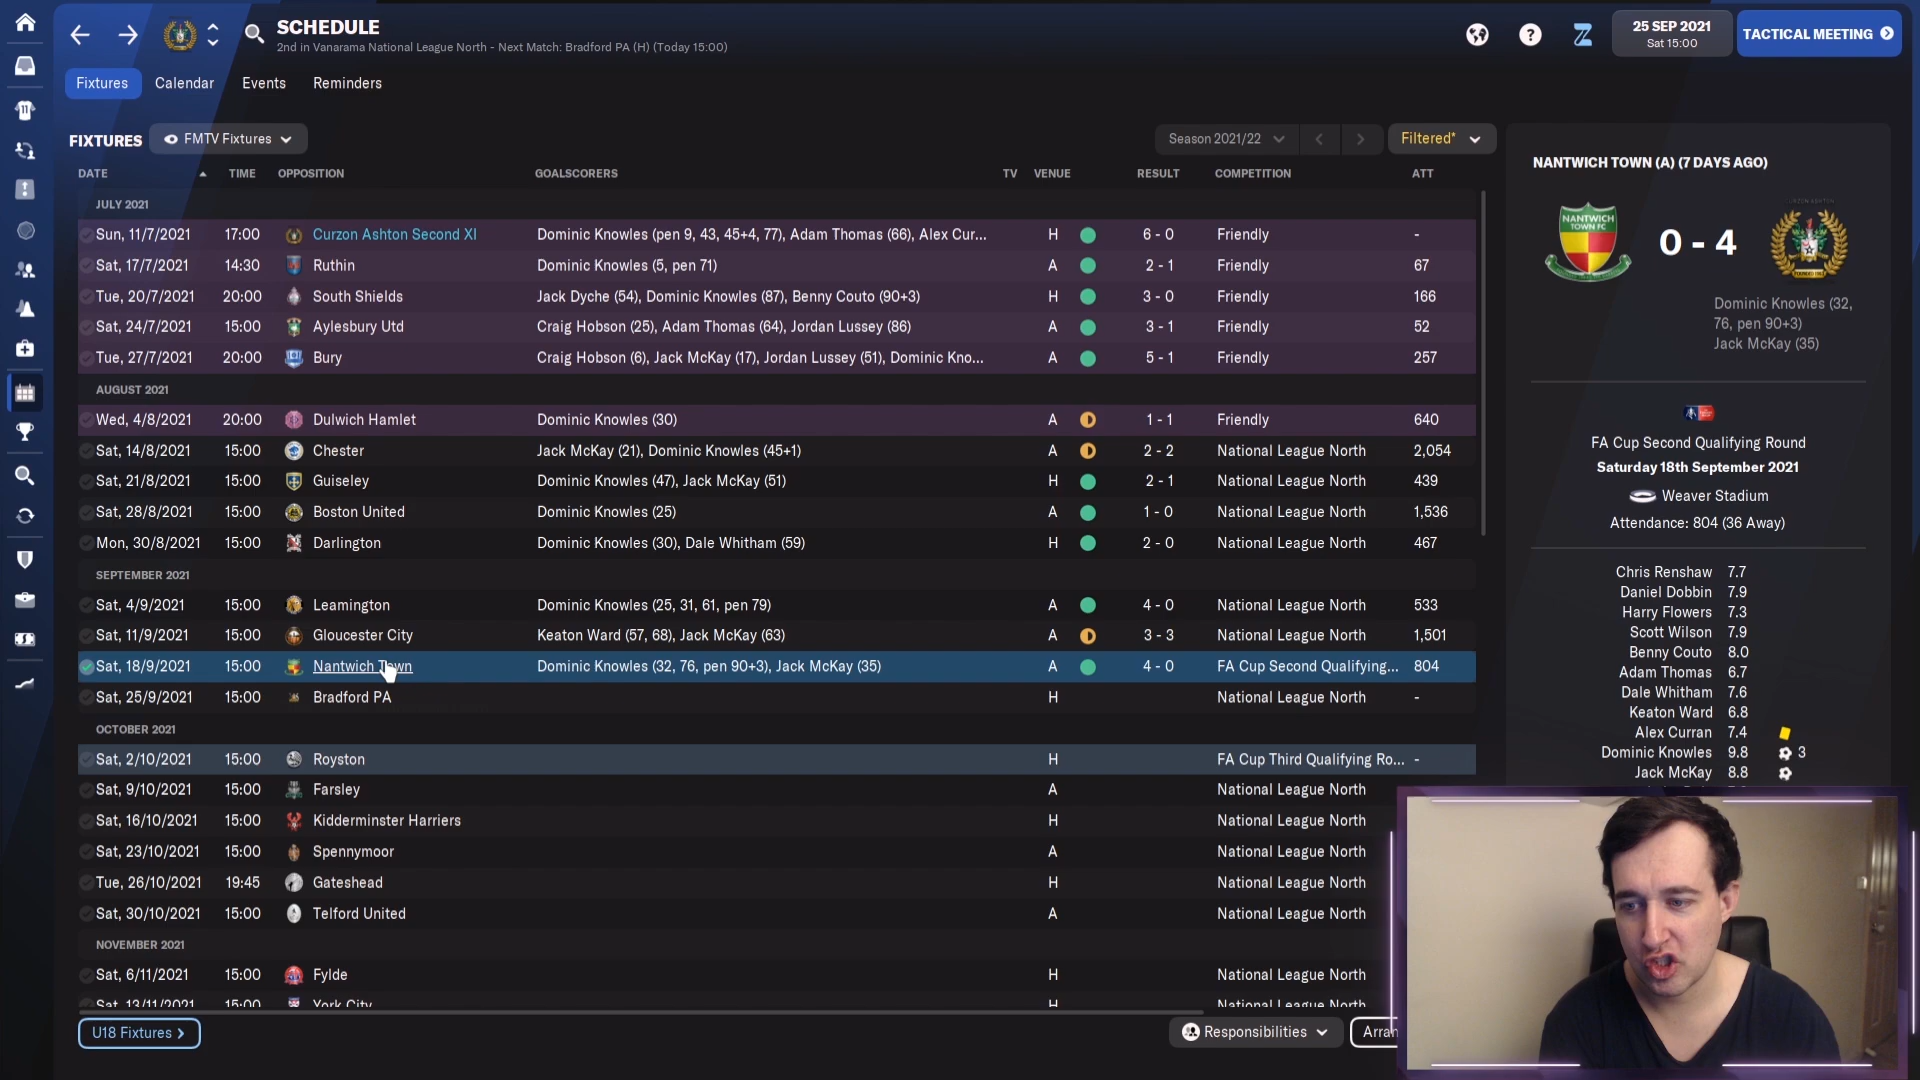 SCHEDULE
2nd in Vanarama National League North - Next Match: Bradford PA (H) (Today 15:00)
25 SEP 2021
Sat 15:00
TACTICAL MEETING
Fixtures Calendar Events Reminders
FIXTURES FMTV Fixtures Season 2021/22 Filtered*
DATE TIME OPPOSITION GOALSCORERS TV VENUE RESULT COMPETITION ATT
JULY 2021
Sun, 11/7/2021 17:00 Curzon Ashton Second XI Dominic Knowles (pen 9, 43, 45+4, 77), Adam Thomas (66), Alex Cur... H 6 - 0 Friendly -
Sat, 17/7/2021 14:30 Ruthin Dominic Knowles (5, pen 71) A 2 - 1 Friendly 67
Tue, 20/7/2021 20:00 South Shields Jack Dyche (54), Dominic Knowles (87), Benny Couto (90+3) H 3 - 0 Friendly 166
Sat, 24/7/2021 15:00 Aylesbury Utd Craig Hobson (25), Adam Thomas (64), Jordan Lussey (86) A 3 - 1 Friendly 52
Tue, 27/7/2021 20:00 Bury Craig Hobson (6), Jack McKay (17), Jordan Lussey (51), Dominic Kno... A 5 - 1 Friendly 257
AUGUST 2021
Wed, 4/8/2021 20:00 Dulwich Hamlet Dominic Knowles (30) A 1 - 1 Friendly 640
Sat, 14/8/2021 15:00 Chester Jack McKay (21), Dominic Knowles (45+1) A 2 - 2 National League North 2,054
Sat, 21/8/2021 15:00 Guiseley Dominic Knowles (47), Jack McKay (51) H 2 - 1 National League North 439
Sat, 28/8/2021 15:00 Boston United Dominic Knowles (25) A 1 - 0 National League North 1,536
Mon, 30/8/2021 15:00 Darlington Dominic Knowles (30), Dale Whitham (59) H 2 - 0 National League North 467
SEPTEMBER 2021
Sat, 4/9/2021 15:00 Leamington Dominic Knowles (25, 31, 61, pen 79) A 4 - 0 National League North 533
Sat, 11/9/2021 15:00 Gloucester City Keaton Ward (57, 68), Jack McKay (63) A 3 - 3 National League North 1,501
Sat, 18/9/2021 15:00 Nantwich Town Dominic Knowles (32, 76, pen 90+3), Jack McKay (35) A 4 - 0 FA Cup Second Qualifying... 804
Sat, 25/9/2021 15:00 Bradford PA H National League North -
OCTOBER 2021
Sat, 2/10/2021 15:00 Royston H FA Cup Third Qualifying Ro... -
Sat, 9/10/2021 15:00 Farsley A National League North
Sat, 16/10/2021 15:00 Kidderminster Harriers H National League North
Sat, 23/10/2021 15:00 Spennymoor A National League North
Tue, 26/10/2021 19:45 Gateshead H National League North
Sat, 30/10/2021 15:00 Telford United A National League North
NOVEMBER 2021
Sat, 6/11/2021 15:00 Fylde H National League North
Sat, 13/11/2021 15:00 York City H National League North
U18 Fixtures Responsibilities Arran
NANTWICH TOWN (A) (7 DAYS AGO)
NANTWICH TOWN FC 0 - 4
Dominic Knowles (32,
76, pen 90+3)
Jack McKay (35)
FA Cup Second Qualifying Round
Saturday 18th September 2021
Weaver Stadium
Attendance: 804 (36 Away)
Chris Renshaw 7.7
Daniel Dobbin 7.9
Harry Flowers 7.3
Scott Wilson 7.9
Benny Couto 8.0
Adam Thomas 6.7
Dale Whitham 7.6
Keaton Ward 6.8
Alex Curran 7.4
Dominic Knowles 9.8 3
Jack McKay 8.8